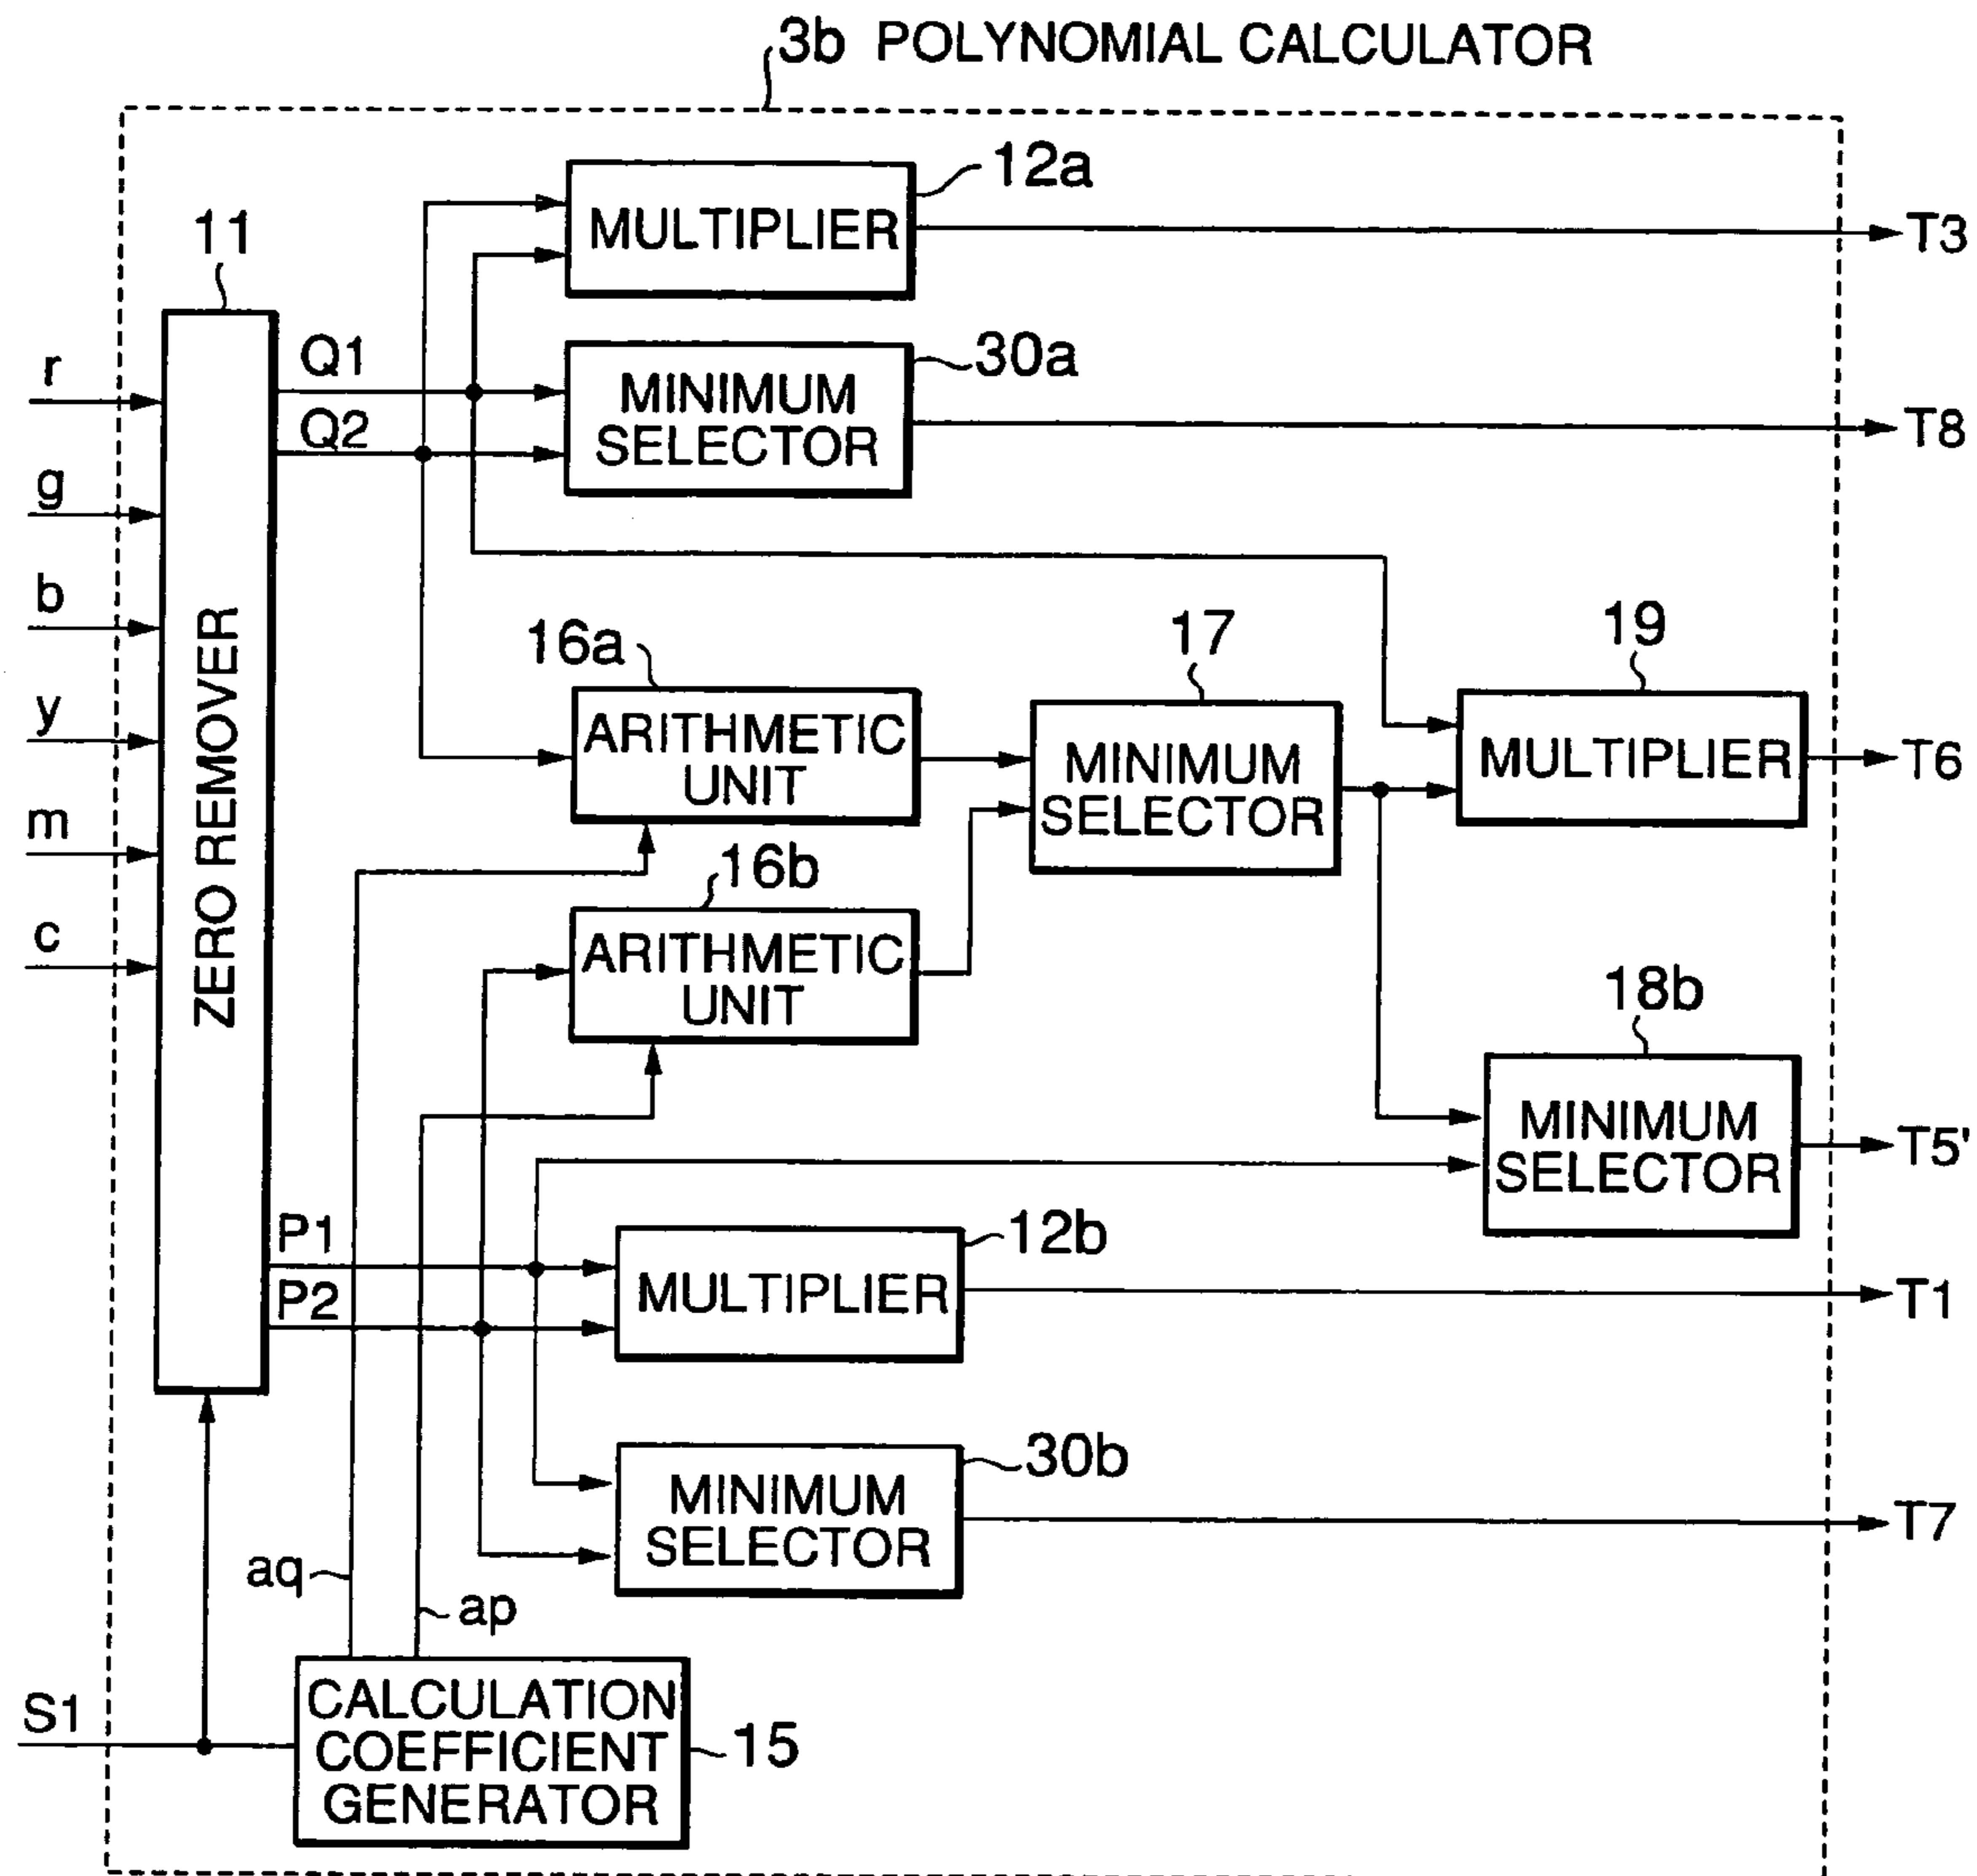 3b POLYNOMIAL CALCULATOR
12a
MULTIPLIER
T3
11
Q1
30a
r
MINIMUM
SELECTOR
T8
Q2
g
b
ZERO REMOVER
16a
17
19
y
ARITHMETIC
UNIT
MINIMUM
SELECTOR
MULTIPLIER
T6
m
16b
c
ARITHMETIC
UNIT
18b
MINIMUM
SELECTOR
T5'
P1
12b
P2
MULTIPLIER
T1
30b
MINIMUM
SELECTOR
T7
aq
ap
S1
CALCULATION
COEFFICIENT
GENERATOR
15